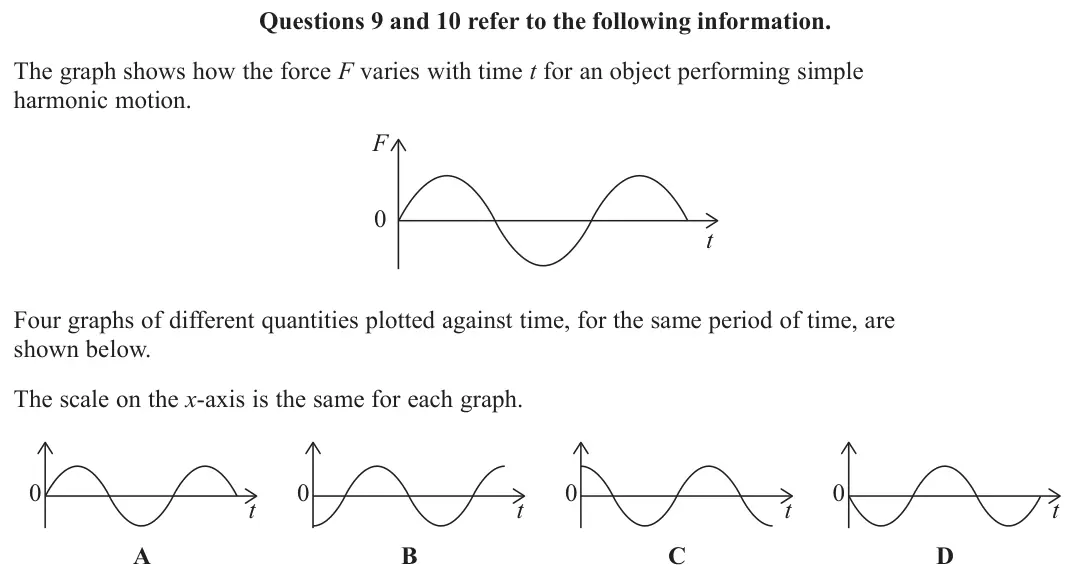 Questions 9 and 10 refer to the following information.
The graph shows how the force F varies with time t for an object performing simple
harmonic motion.
F
0
t
Four graphs of different quantities plotted against time, for the same period of time, are
shown below.
The scale on the x-axis is the same for each graph.
0 t 0 t 0 t 0 t
A B C D